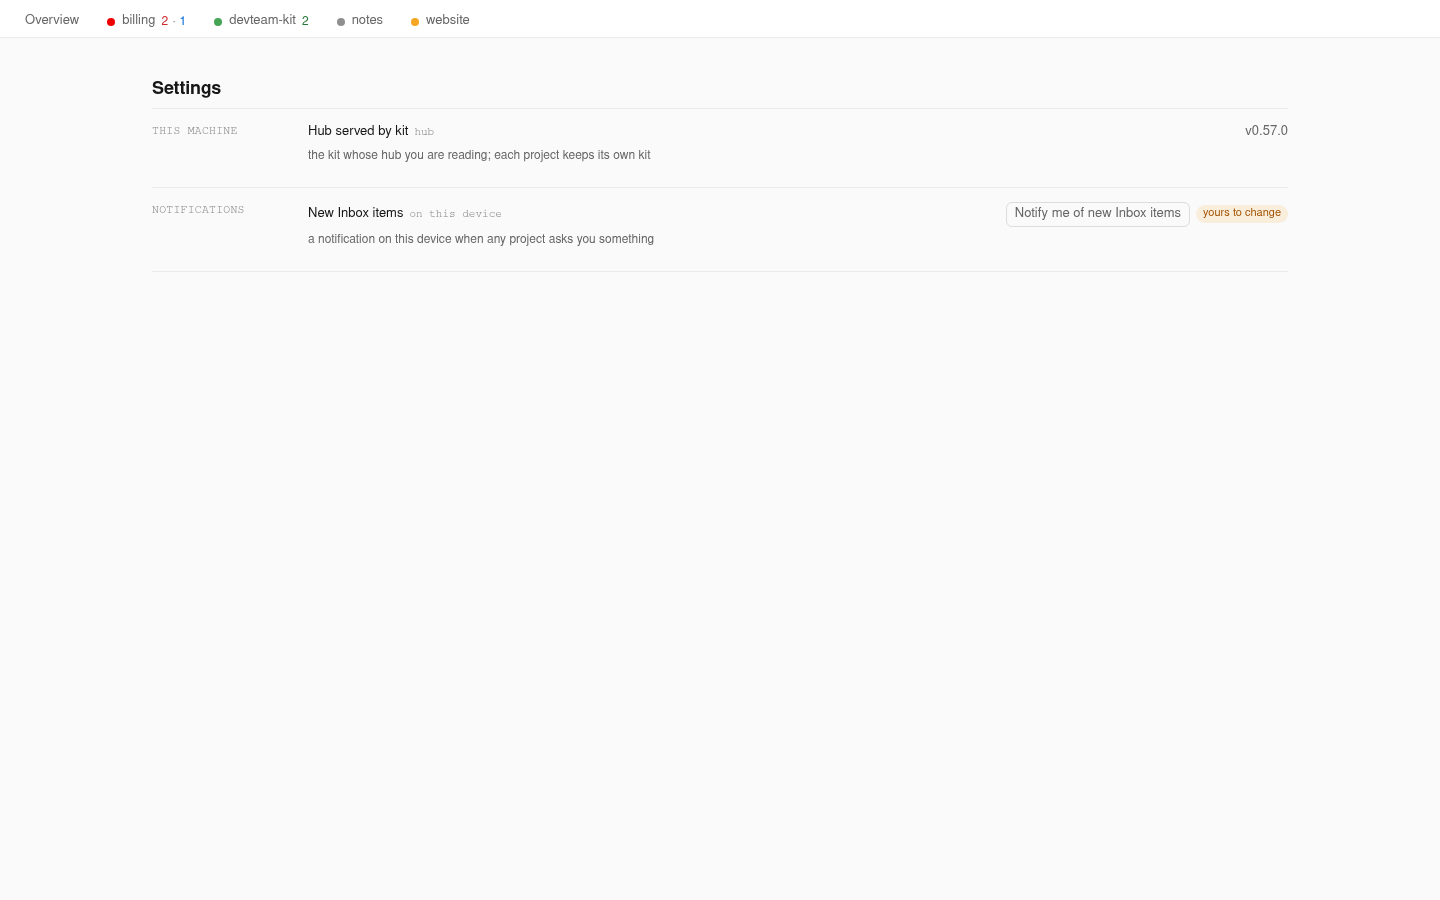 Overview billing 2 · 1 devteam-kit 2 notes website
Settings
THIS MACHINE Hub served by kit hub v0.57.0
the kit whose hub you are reading; each project keeps its own kit
NOTIFICATIONS New Inbox items on this device Notify me of new Inbox items yours to change
a notification on this device when any project asks you something